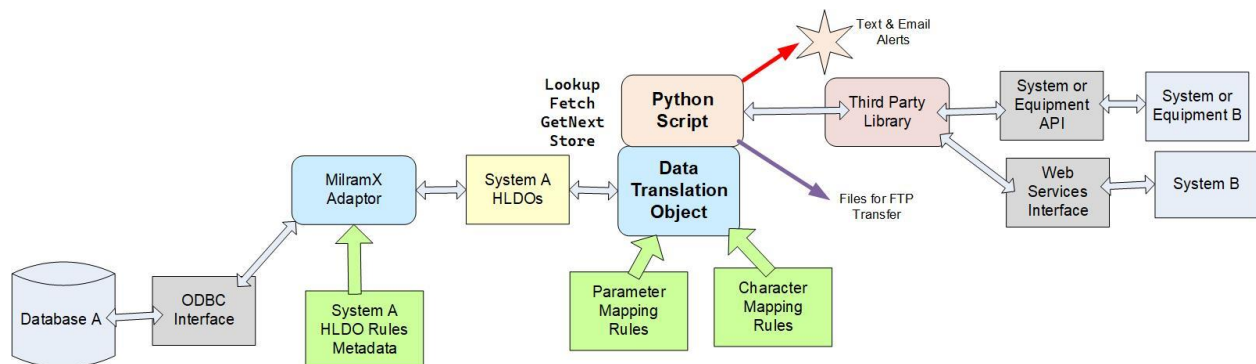 Text & Email
Alerts
Lookup
Fetch
GetNext
Store
Python
Script
Third Party
Library
System or
Equipment
API
System or
Equipment B
MilramX
Adaptor
System A
HLDOs
Data
Translation
Object
Files for FTP
Transfer
Web
Services
Interface
System B
Database A
ODBC
Interface
System A
HLDO Rules
Metadata
Parameter
Mapping
Rules
Character
Mapping
Rules